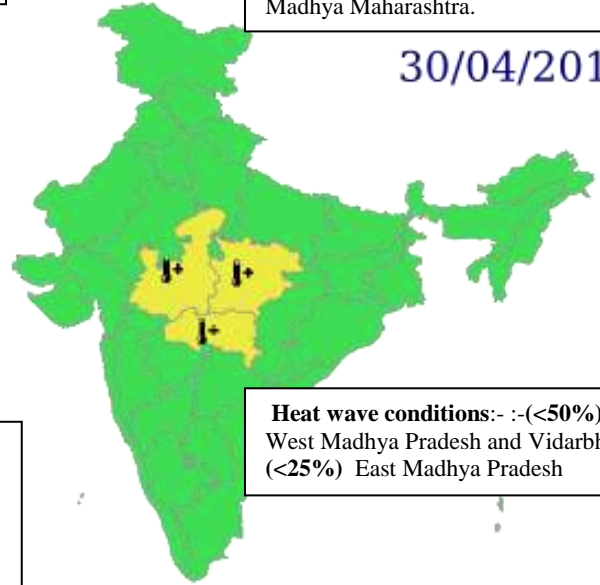 Madhya Maharashtra.
30/04/201
Heat wave conditions:- :-(<50%)
West Madhya Pradesh and Vidarbh
(<25%) East Madhya Pradesh